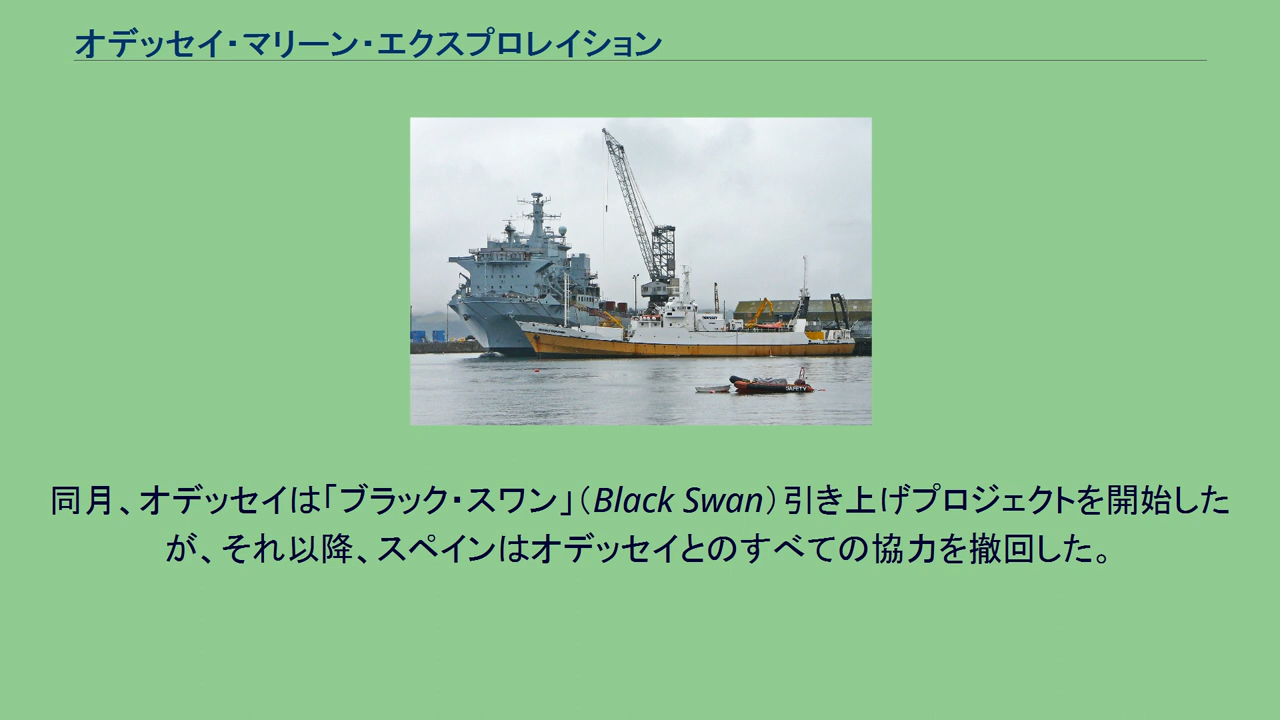 オデッセイ・マリーン・エクスプロレイション
同月、オデッセイは｢ブラック・スワン｣（Black Swan）引き上げプロジェクトを開始した
が、それ以降、スペインはオデッセイとのすべての協力を撤回した。
SAFETY